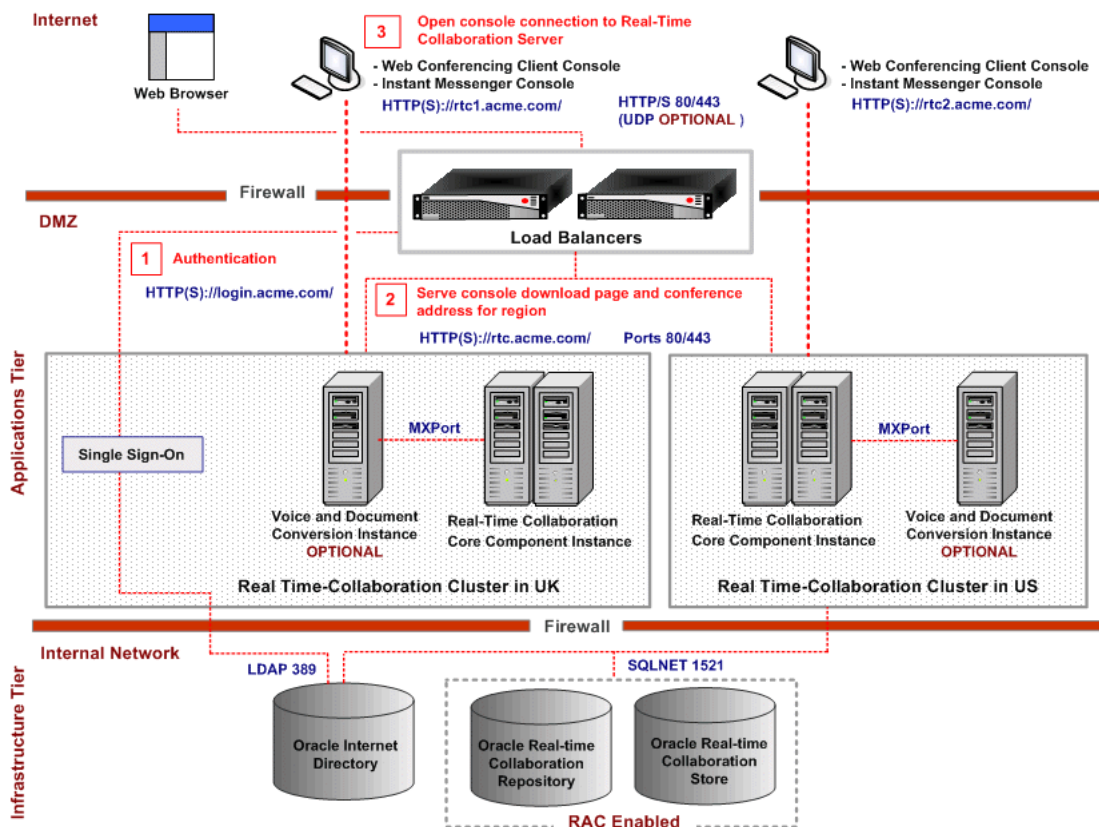 Internet
Web Browser
3
Open console connection to Real-Time
Collaboration Server
- Web Conferencing Client Console
- Instant Messenger Console
HTTP(S)://rtc1.acme.com/
HTTP/S 80/443
(UDP OPTIONAL )
- Web Conferencing Client Console
- Instant Messenger Console
HTTP(S)://rtc2.acme.com/
Firewall
DMZ
Load Balancers
1
Authentication
HTTP(S)://login.acme.com/
2
Serve console download page and conference
address for region
HTTP(S)://rtc.acme.com/
Ports 80/443
Applications Tier
Single Sign-On
MXPort
Voice and Document
Conversion Instance
OPTIONAL
Real-Time Collaboration
Core Component Instance
Real Time-Collaboration Cluster in UK
MXPort
Real-Time Collaboration
Core Component Instance
Voice and Document
Conversion Instance
OPTIONAL
Real Time-Collaboration Cluster in US
Firewall
Internal Network
Infrastructure Tier
LDAP 389
SQLNET 1521
Oracle Internet
Directory
Oracle Real-time
Collaboration
Repository
Oracle Real-time
Collaboration
Store
RAC Enabled